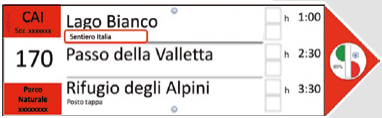 CAI
Sez. xxxxxxx
170
Parco
Naturale
xxxxxxxx
Lago Bianco h 1:00
Sentiero Italia
Passo della Valletta h 2:30
Rifugio degli Alpini h 3:30
Posto tappa